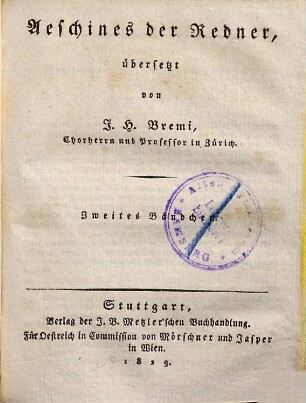 Aeschines der Redner,
übersetzt
von
J. H. Bremi,
Chorherrn und Professor in Zürich.
Zweites Bändchen.
Stuttgart,
Verlag der J. B. Metzler'schen Buchhandlung.
Für Oestreich in Commission von Mörschner und Jasper
in Wien.
1829.